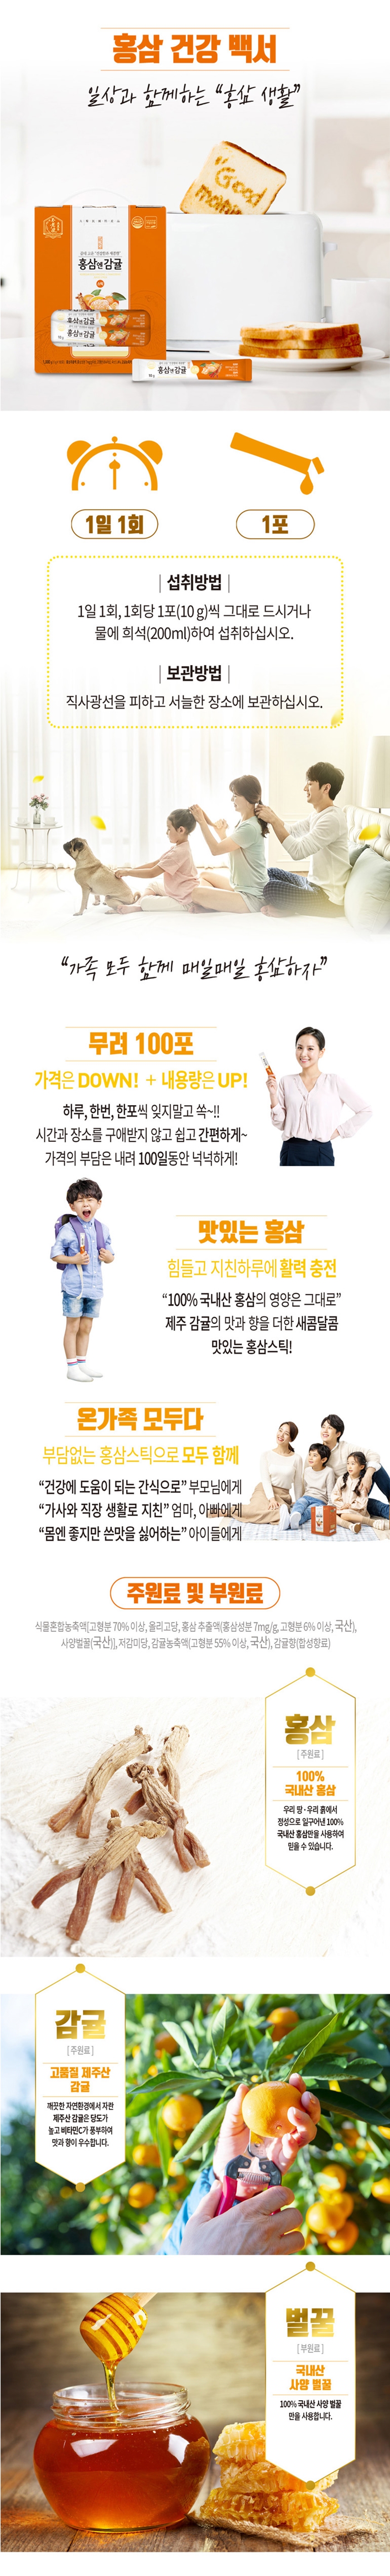 홍삼 건강 백서
일상과 함께하는 “홍삼 생활”
Good
홍삼앤감귤
홍삼앤감귤
홍삼앤감귤
홍삼앤감귤
10 g
1일 1회
1포
섭취방법
1일 1회, 1회당 1포(10 g)씩 그대로 드시거나
물에 희석(200ml)하여 섭취하십시오.
보관방법
직사광선을 피하고 서늘한 장소에 보관하십시오.
“가족 모두 함께 매일매일 홍삼하자”
무려 100포
가격은 DOWN! + 내용량은 UP!
하루, 한번, 한포씩 잊지말고 쏙~!!
시간과 장소를 구애받지 않고 쉽고 간편하게~
가격의 부담은 내려 100일동안 넉넉하게!
맛있는 홍삼
힘들고 지친하루에 활력 충전
“100% 국내산 홍삼의 영양은 그대로”
제주 감귤의 맛과 향을 더한 새콤달콤
맛있는 홍삼스틱!
온가족 모두다
부담없는 홍삼스틱으로 모두 함께
“건강에 도움이 되는 간식으로” 부모님에게
“가사와 직장 생활로 지친” 엄마, 아빠에게
“몸엔 좋지만 쓴맛을 싫어하는” 아이들에게
주원료 및 부원료
식물혼합농축액(고형분 70% 이상, 올리고당, 홍삼 추출액(홍삼성분 7mg/g, 고형분 6% 이상, 국산),
사양벌꿀(국산)], 저감미당, 감귤농축액(고형분 55% 이상, 국산), 감귤향(합성향료)
홍삼
[주원료]
100%
국내산 홍삼
우리 땅·우리 흙에서
정성으로 일구어낸 100%
국내산 홍삼만을 사용하여
믿을 수 있습니다.
감귤
[주원료]
고품질 제주산
감귤
깨끗한 자연환경에서 자란
제주산 감귤은 당도가
높고 비타민C가 풍부하여
맛과 향이 우수합니다.
벌꿀
[부원료]
국내산
사양 벌꿀
100% 국내산 사양 벌꿀
만을 사용합니다.